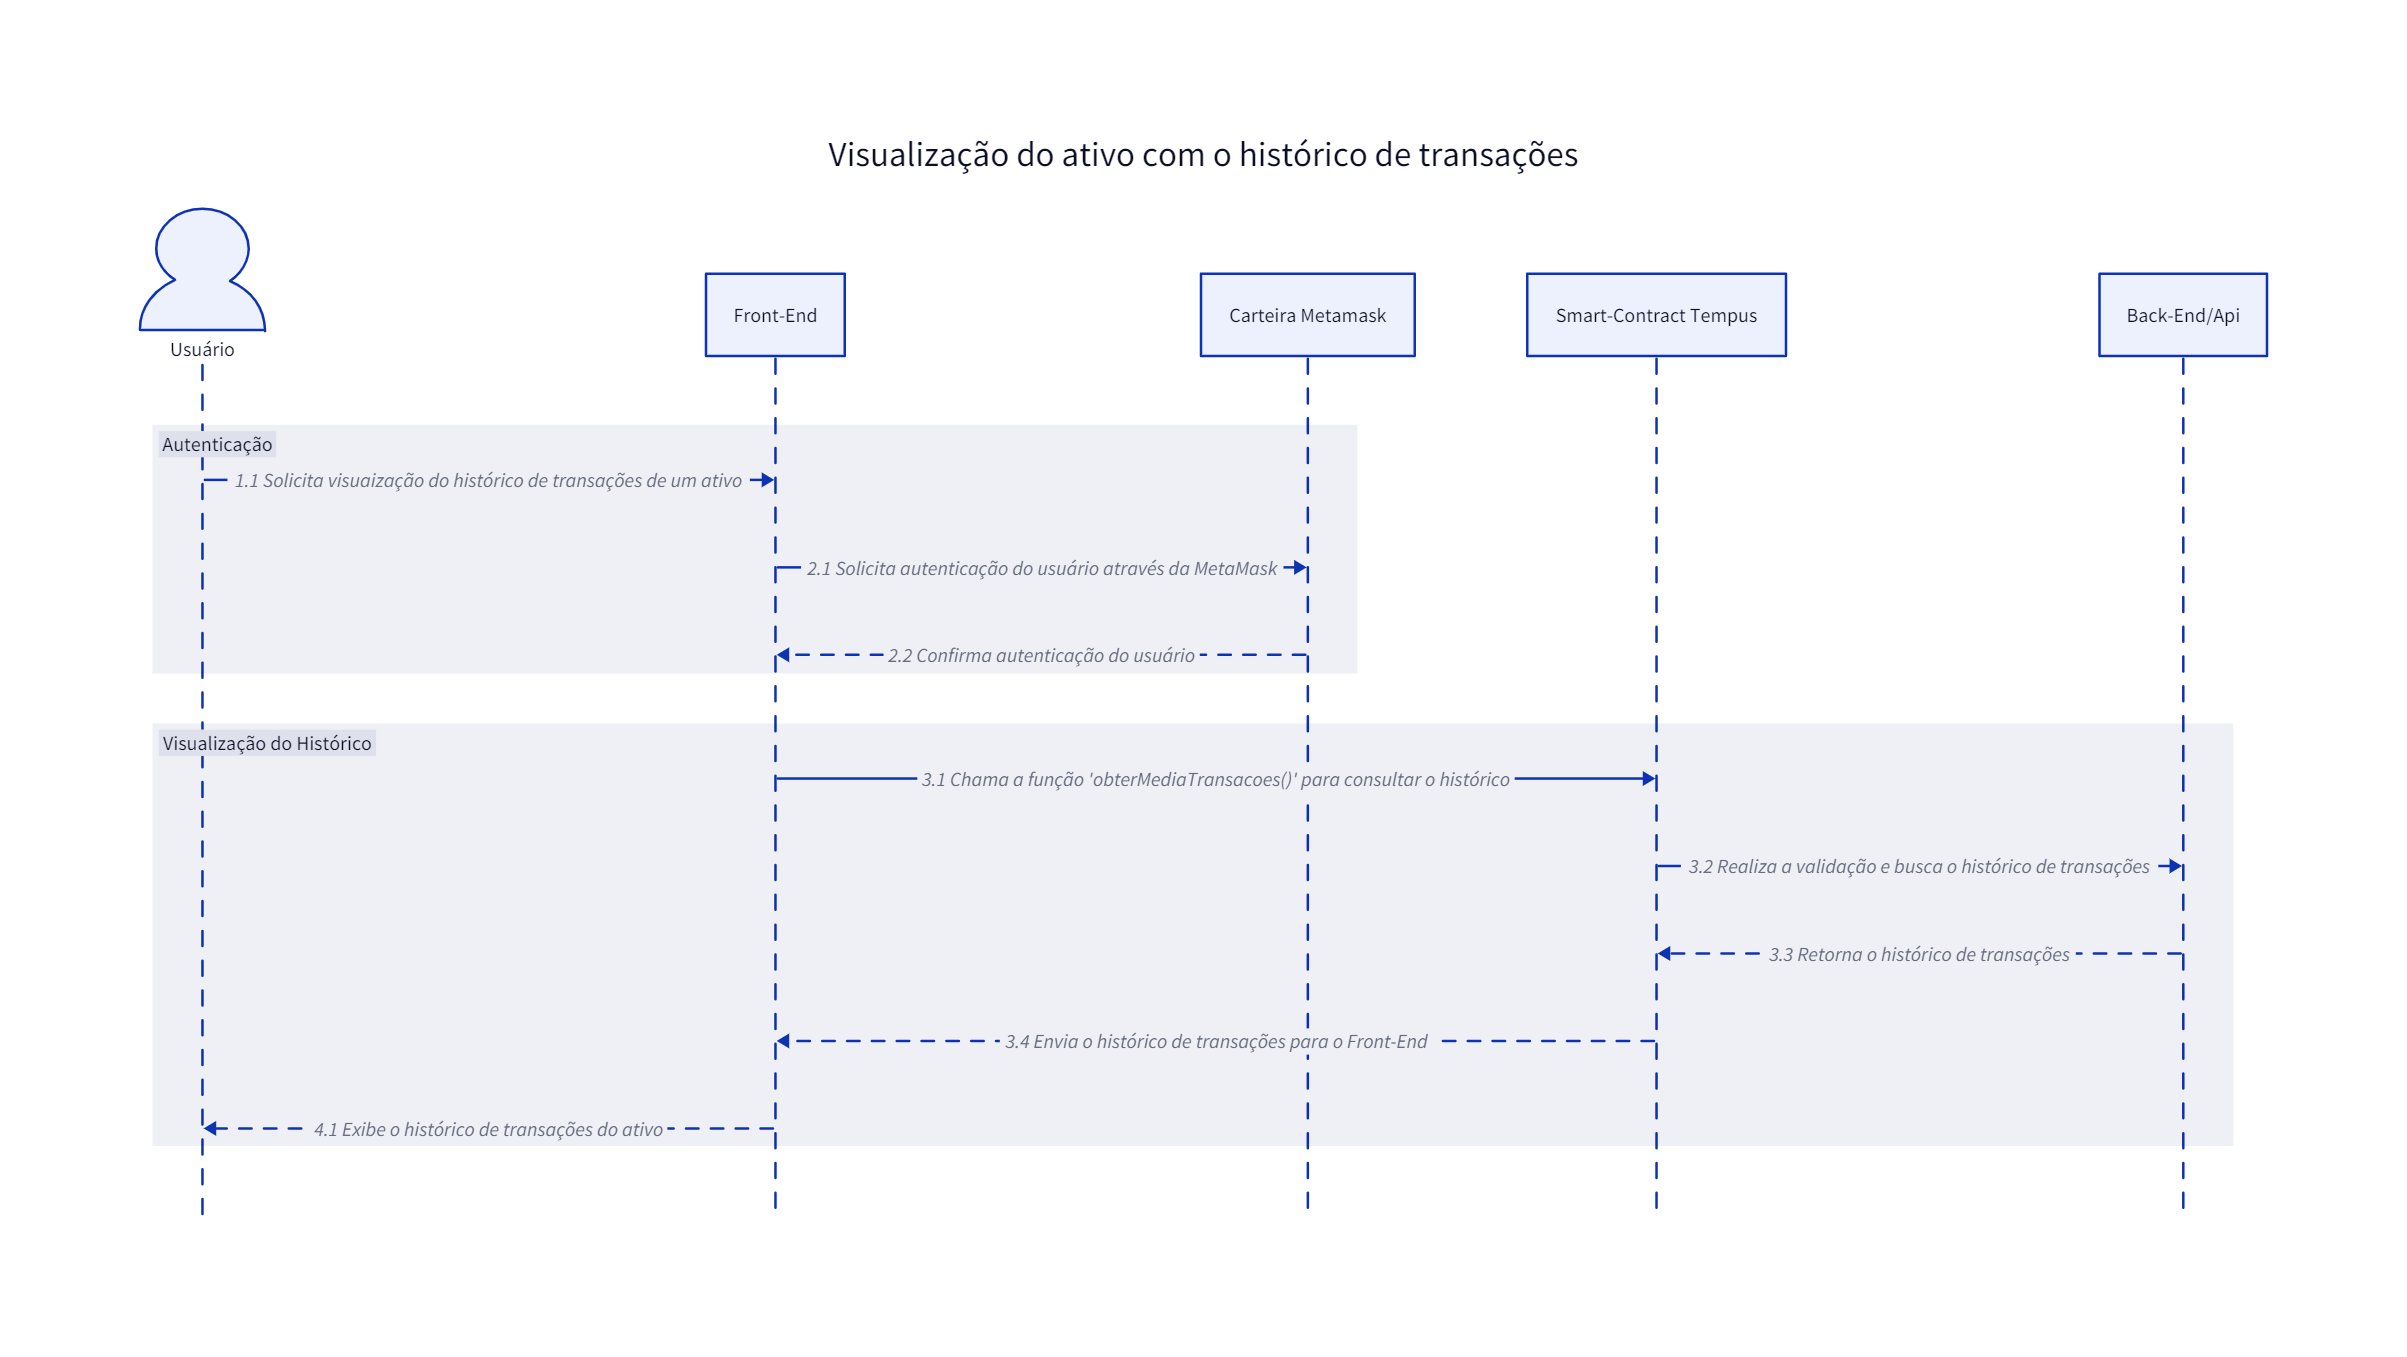 Visualização do ativo com o histórico de transações
Usuário
Front-End
Carteira Metamask
Smart-Contract Tempus
Back-End/Api
Autenticação
1.1 Solicita visuaização do histórico de transações de um ativo
2.1 Solicita autenticação do usuário através da MetaMask
2.2 Confirma autenticação do usuário
Visualização do Histórico
3.1 Chama a função 'obterMediaTransacoes()' para consultar o histórico
3.2 Realiza a validação e busca o histórico de transações
3.3 Retorna o histórico de transações
3.4 Envia o histórico de transações para o Front-End
4.1 Exibe o histórico de transações do ativo